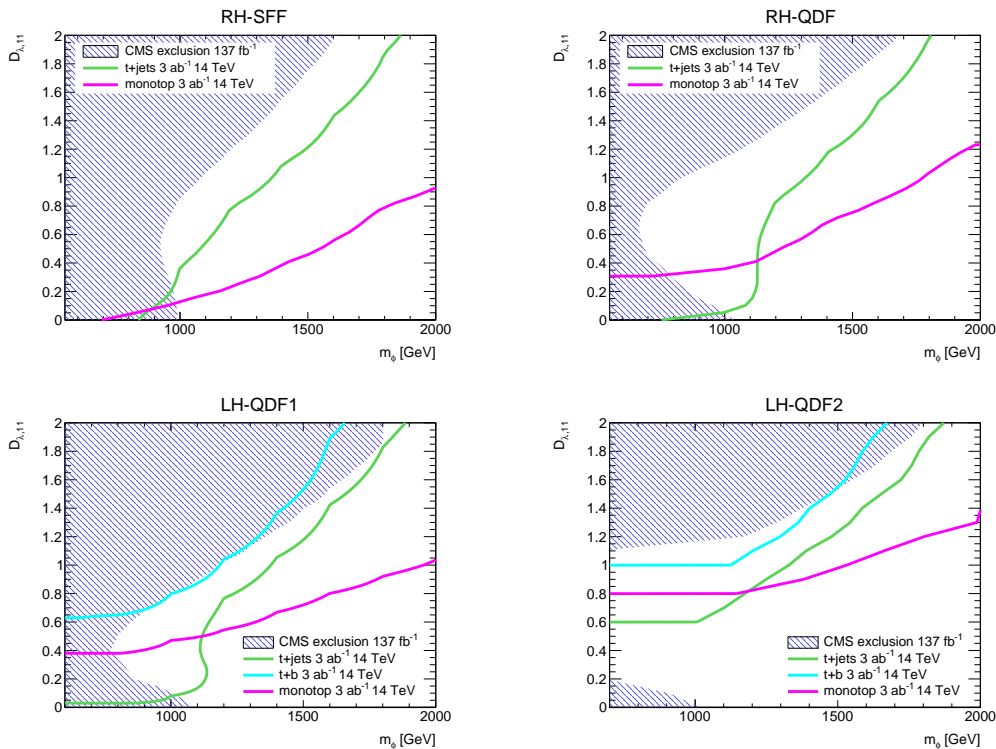 RH-SFF
D_λ,11
2
1.8
1.6
1.4
1.2
1
0.8
0.6
0.4
0.2
0
CMS exclusion 137 fb⁻¹
t+jets 3 ab⁻¹ 14 TeV
monotop 3 ab⁻¹ 14 TeV
1000 1200 1400 1600 1800 2000
m_ϕ [GeV]
RH-QDF
D_λ,11
2
1.8
1.6
1.4
1.2
1
0.8
0.6
0.4
0.2
0
CMS exclusion 137 fb⁻¹
t+jets 3 ab⁻¹ 14 TeV
monotop 3 ab⁻¹ 14 TeV
1000 1500 2000
m_ϕ [GeV]
LH-QDF1
D_λ,11
2
1.8
1.6
1.4
1.2
1
0.8
0.6
0.4
0.2
0
CMS exclusion 137 fb⁻¹
t+jets 3 ab⁻¹ 14 TeV
t+b 3 ab⁻¹ 14 TeV
monotop 3 ab⁻¹ 14 TeV
1000 1500 2000
m_ϕ [GeV]
LH-QDF2
D_λ,11
2
1.8
1.6
1.4
1.2
1
0.8
0.6
0.4
0.2
0
CMS exclusion 137 fb⁻¹
t+jets 3 ab⁻¹ 14 TeV
t+b 3 ab⁻¹ 14 TeV
monotop 3 ab⁻¹ 14 TeV
1000 1500 2000
m_ϕ [GeV]